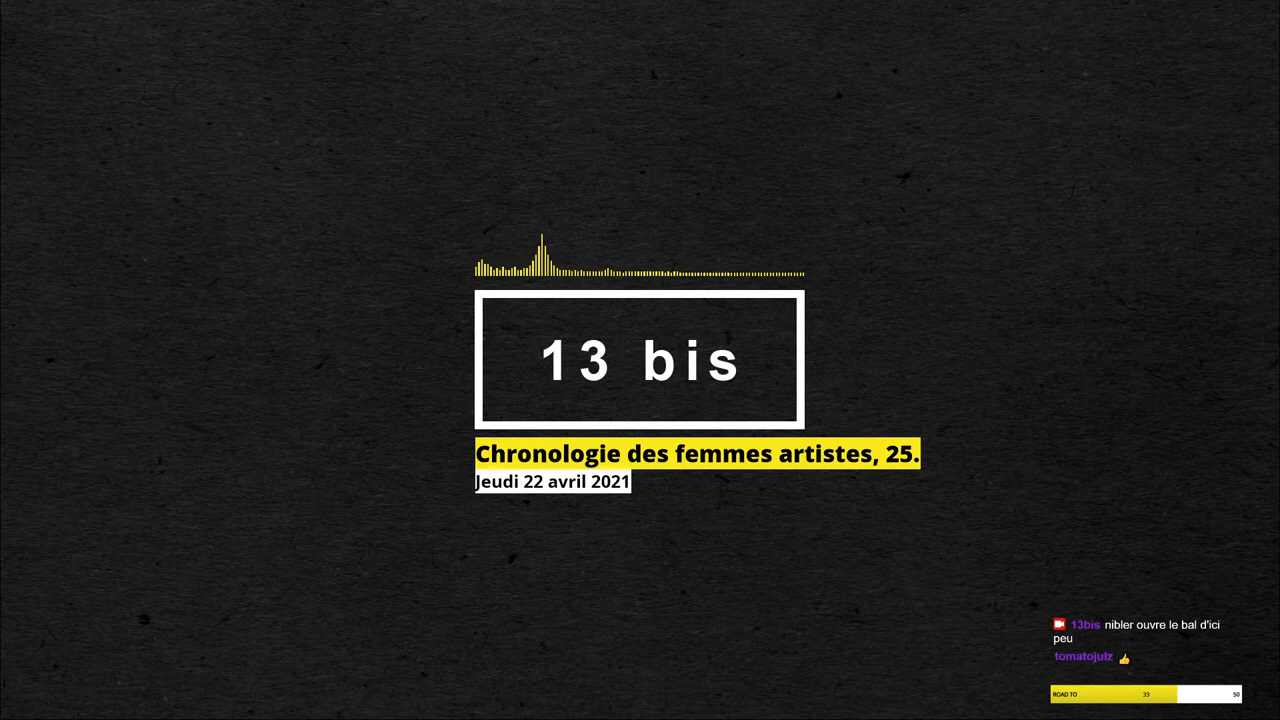 13 bis
Chronologie des femmes artistes, 25.
Jeudi 22 avril 2021
13bis nibler ouvre le bal d'ici
peu
tomatojulz 👍
ROAD TO 33 50